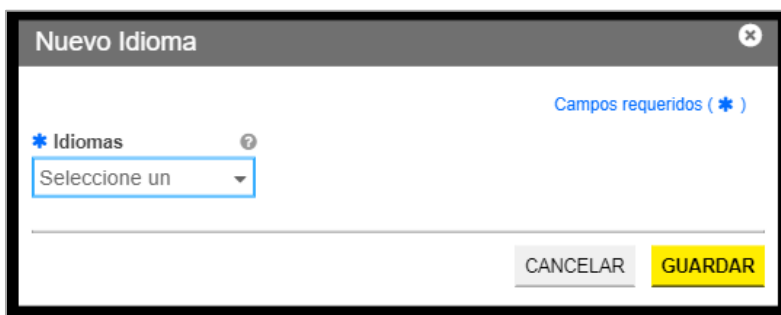 Nuevo Idioma
Campos requeridos ( ✱ )
✱ Idiomas
Seleccione un
CANCELAR GUARDAR